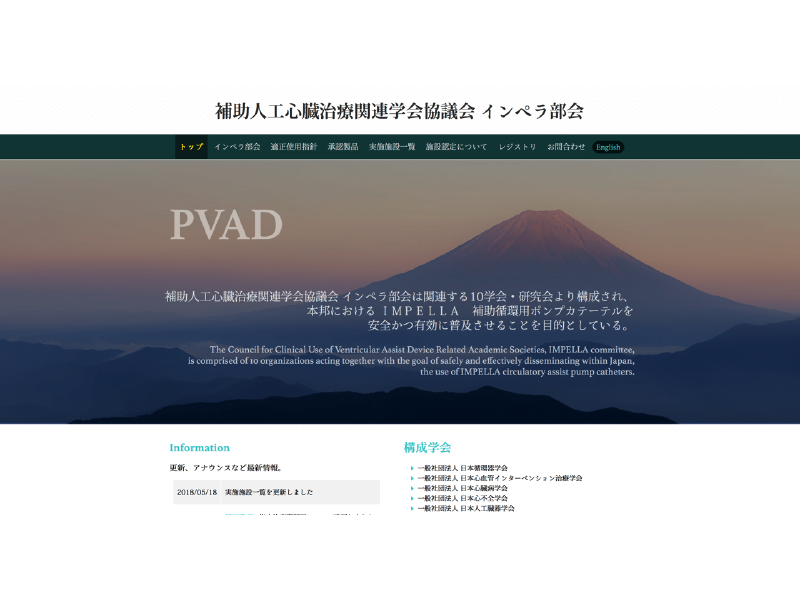 補助人工心臓治療関連学会協議会 インペラ部会
トップ インペラ部会 適正使用指針 承認製品 実施施設一覧 施設認定について レジストリ お問合わせ English
PVAD
補助人工心臓治療関連学会協議会 インペラ部会は関連する10学会・研究会より構成され、
本邦における ＩＭＰＥＬＬＡ　補助循環用ポンプカテーテルを
安全かつ有効に普及させることを目的としている。
The Council for Clinical Use of Ventricular Assist Device Related Academic Societies, IMPELLA committee,
is comprised of 10 organizations acting together with the goal of safely and effectively disseminating within Japan,
the use of IMPELLA circulatory assist pump catheters.
Information
更新、アナウンスなど最新情報。
2018/05/18 実施施設一覧を更新しました
構成学会
一般社団法人 日本循環器学会
一般社団法人 日本心血管インターベンション治療学会
一般社団法人 日本心臓病学会
一般社団法人 日本心不全学会
一般社団法人 日本人工臓器学会